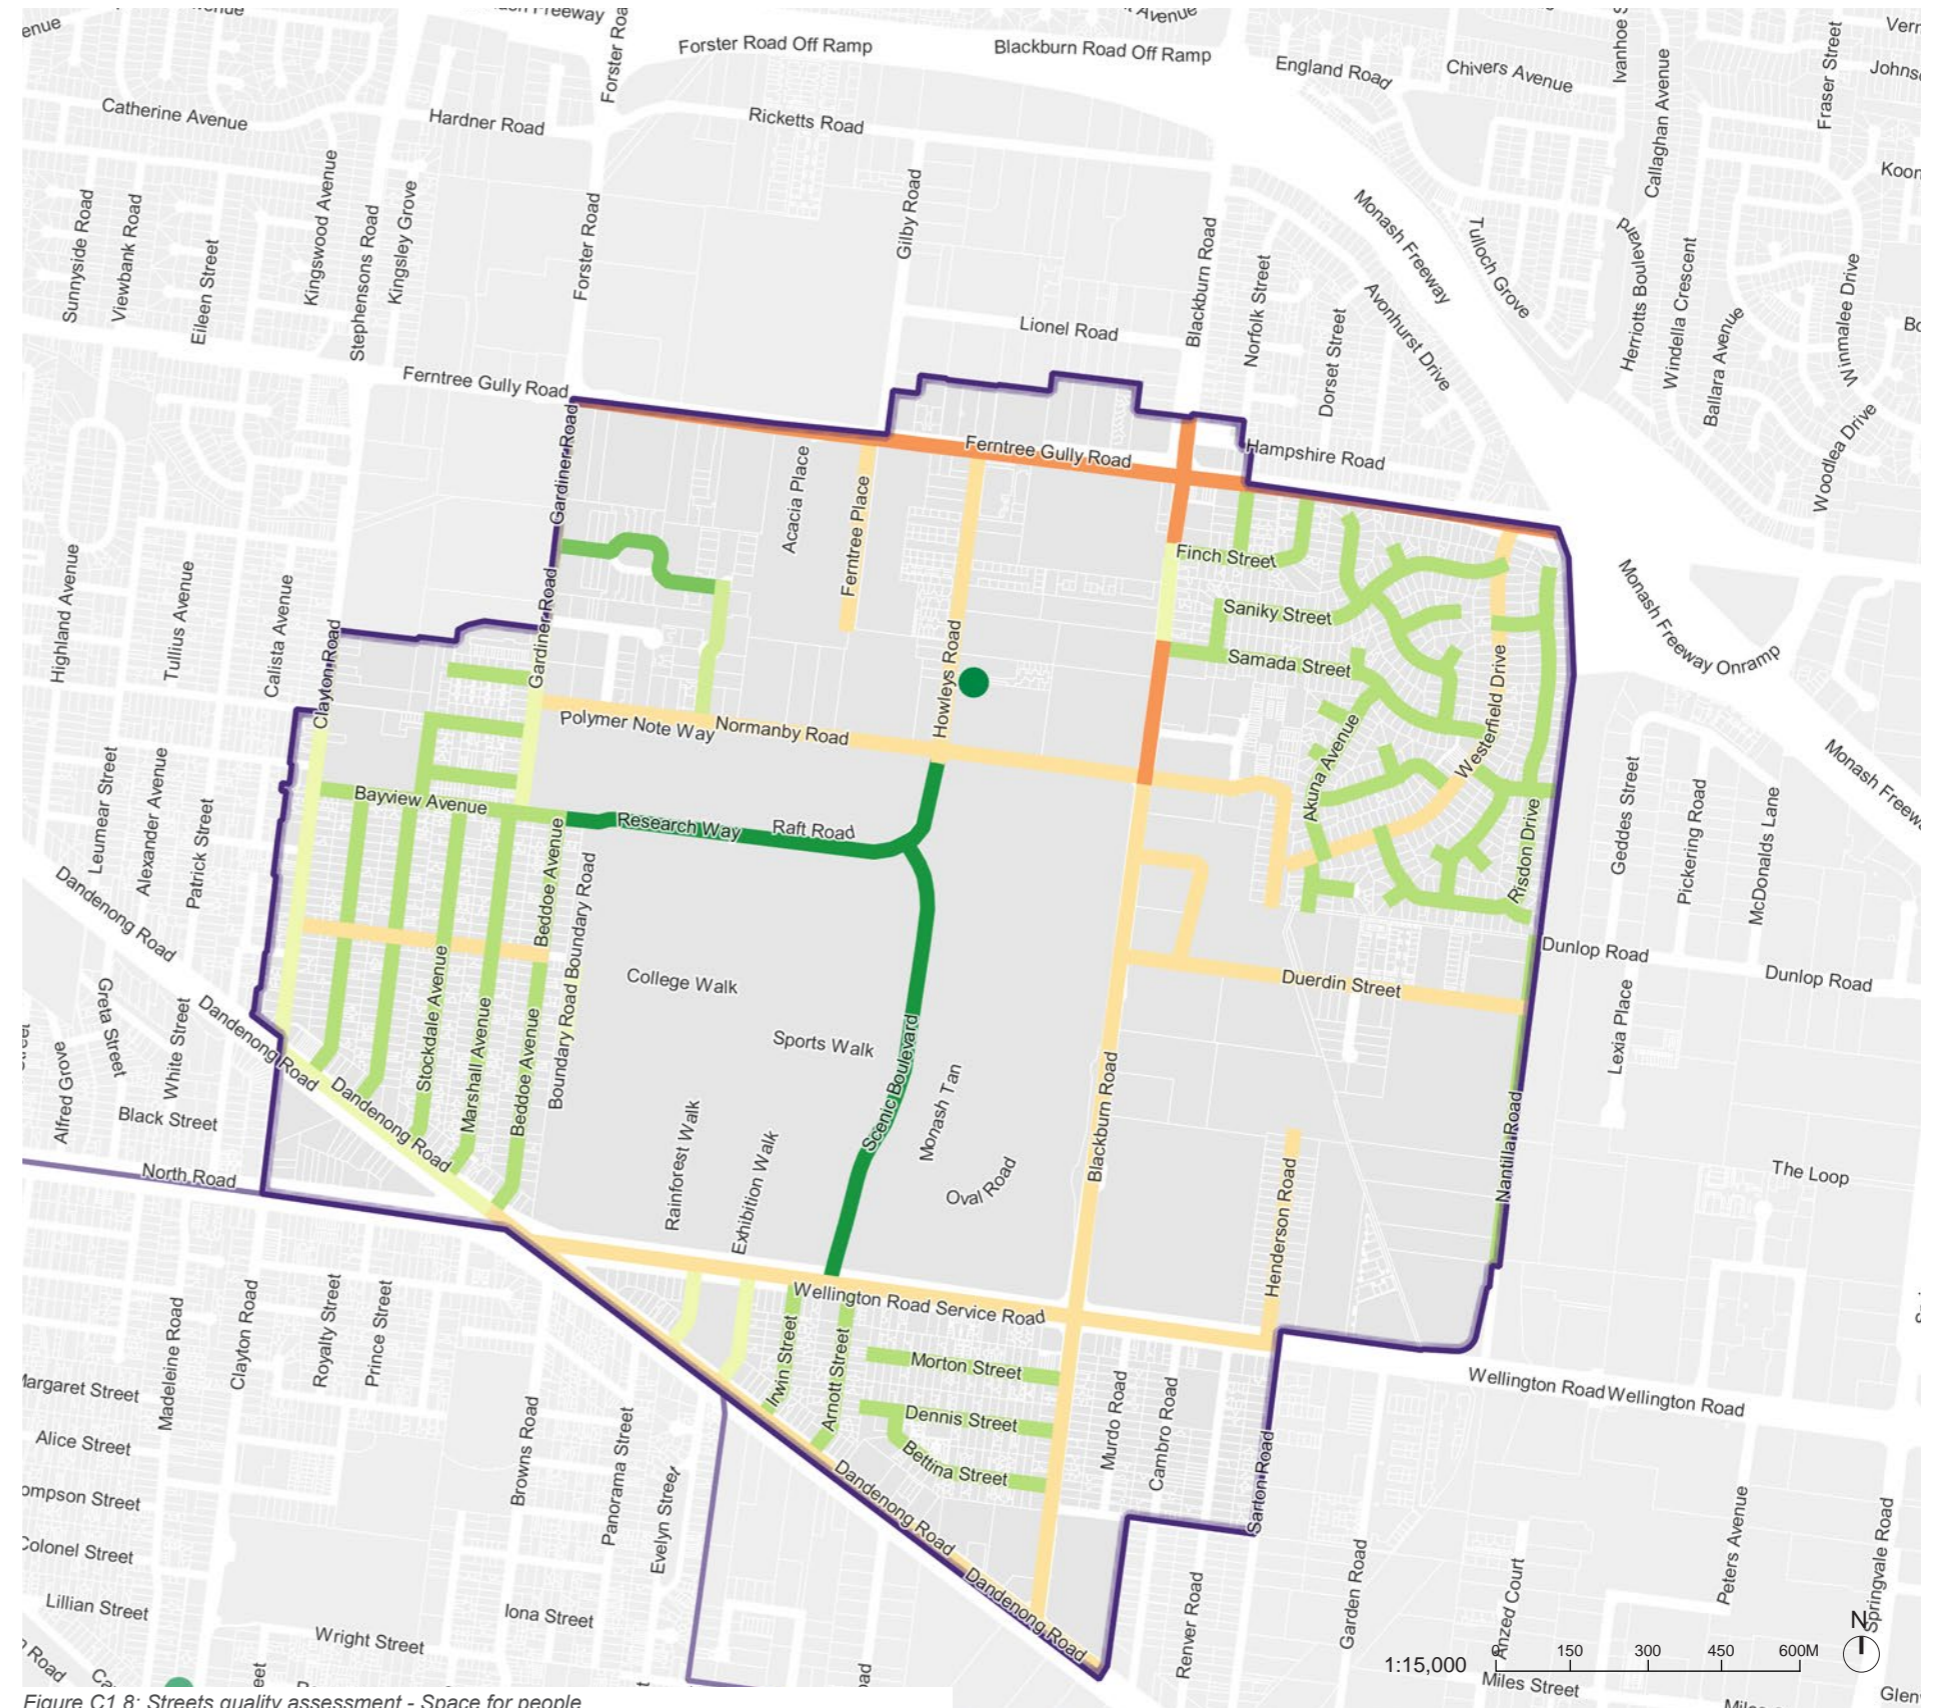 Forster Road Off Ramp
Blackburn Road Off Ramp
England Road
Chivers Avenue
Callaghan Avenue
Fraser Street
Catherine Avenue
Hardner Road
Ricketts Road
Sunnyside Road
Viewbank Road
Eileen Street
Kingswood Avenue
Stephensons Road
Kingsley Grove
Forster Road
Gilby Road
Blackburn Road
Norfolk Street
Dorset Street
Avonhurst Drive
Monash Freeway
Tulloch Grove
Herriotts Boulevard
Windella Crescent
Ballara Avenue
Winmalee Drive
Woodlea Drive
Lionel Road
Ferntree Gully Road
Ferntree Gully Road
Hampshire Road
Gardiner Road
Acacia Place
Ferntree Place
Finch Street
Saniky Street
Samada Street
Highland Avenue
Tullius Avenue
Calista Avenue
Clayton Road
Gardiner Road
Howleys Road
Westerfield Drive
Monash Freeway Onramp
Polymer Note Way
Normanby Road
Akuna Avenue
Leumear Street
Alexander Avenue
Patrick Street
Bayview Avenue
Research Way
Raft Road
Risdon Drive
Geddes Street
Pickering Road
McDonalds Lane
Dandenong Road
Beddoe Avenue
Boundary Road
Boundary Road
College Walk
Sports Walk
Duerdin Street
Dunlop Road
Dunlop Road
Lexia Place
Greta Street
White Street
Alfred Grove
Black Street
Dandenong Road
Dandenong Road
Stockdale Avenue
Marshall Avenue
Beddoe Avenue
Scenic Boulevard
Monash Tan
Rainforest Walk
Exhibition Walk
Oval Road
Blackburn Road
Henderson Road
Nantilla Road
The Loop
North Road
Madeleine Road
Clayton Road
Royalty Street
Prince Street
Wellington Road Service Road
Irwin Street
Arnott Street
Morton Street
Dennis Street
Bettina Street
Murdo Road
Cambro Road
Sarton Road
Wellington Road
Wellington Road
Alice Street
Colonel Street
Lillian Street
Browns Road
Panorama Street
Evelyn Street
Iona Street
Wright Street
Dandenong Road
Dandenong Road
Renver Road
Garden Road
Anzed Court
Peters Avenue
Springvale Road
Miles Street
N
1:15,000
0 150 300 450 600M
Figure C1.8: Streets quality assessment - Space for people